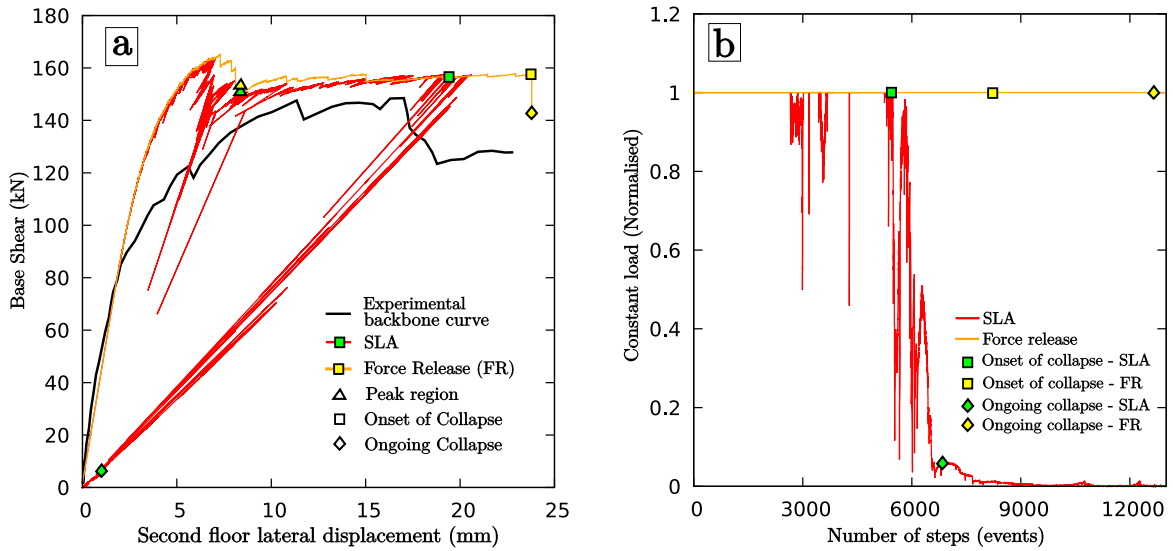 a
Base Shear (kN)
180
160
140
120
100
80
60
40
20
0
0
5
10
15
20
25
Second floor lateral displacement (mm)
Experimental
backbone curve
SLA
Force Release (FR)
Peak region
Onset of Collapse
Ongoing Collapse
b
Constant load (Normalised)
1.2
1
0.8
0.6
0.4
0.2
0
3000
6000
9000
12000
Number of steps (events)
SLA
Force release
Onset of collapse - SLA
Onset of collapse - FR
Ongoing collapse - SLA
Ongoing collapse - FR